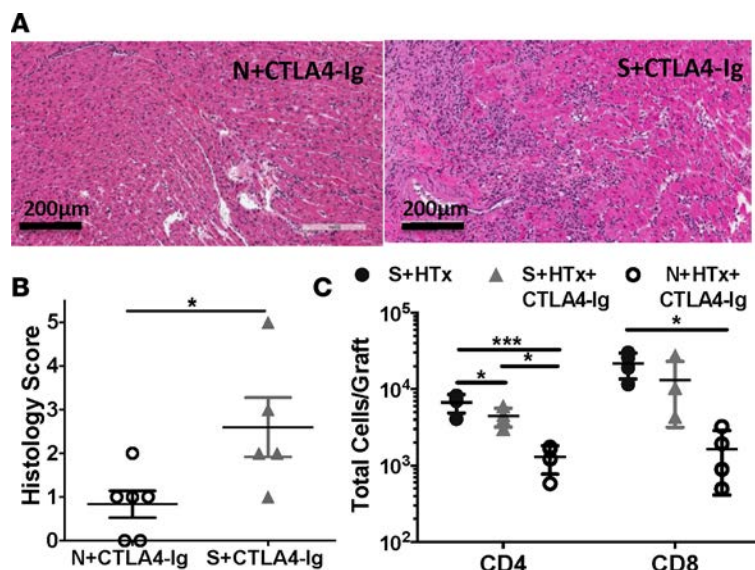 A
N+CTLA4-Ig
S+CTLA4-Ig
200μm
200μm
B
*
Histology Score
5
4
3
2
1
0
N+CTLA4-Ig
S+CTLA4-Ig
C
S+HTx
S+HTx+
CTLA4-Ig
N+HTx+
CTLA4-Ig
Total Cells/Graft
10⁵
10⁴
10³
10²
***
*
*
*
CD4
CD8